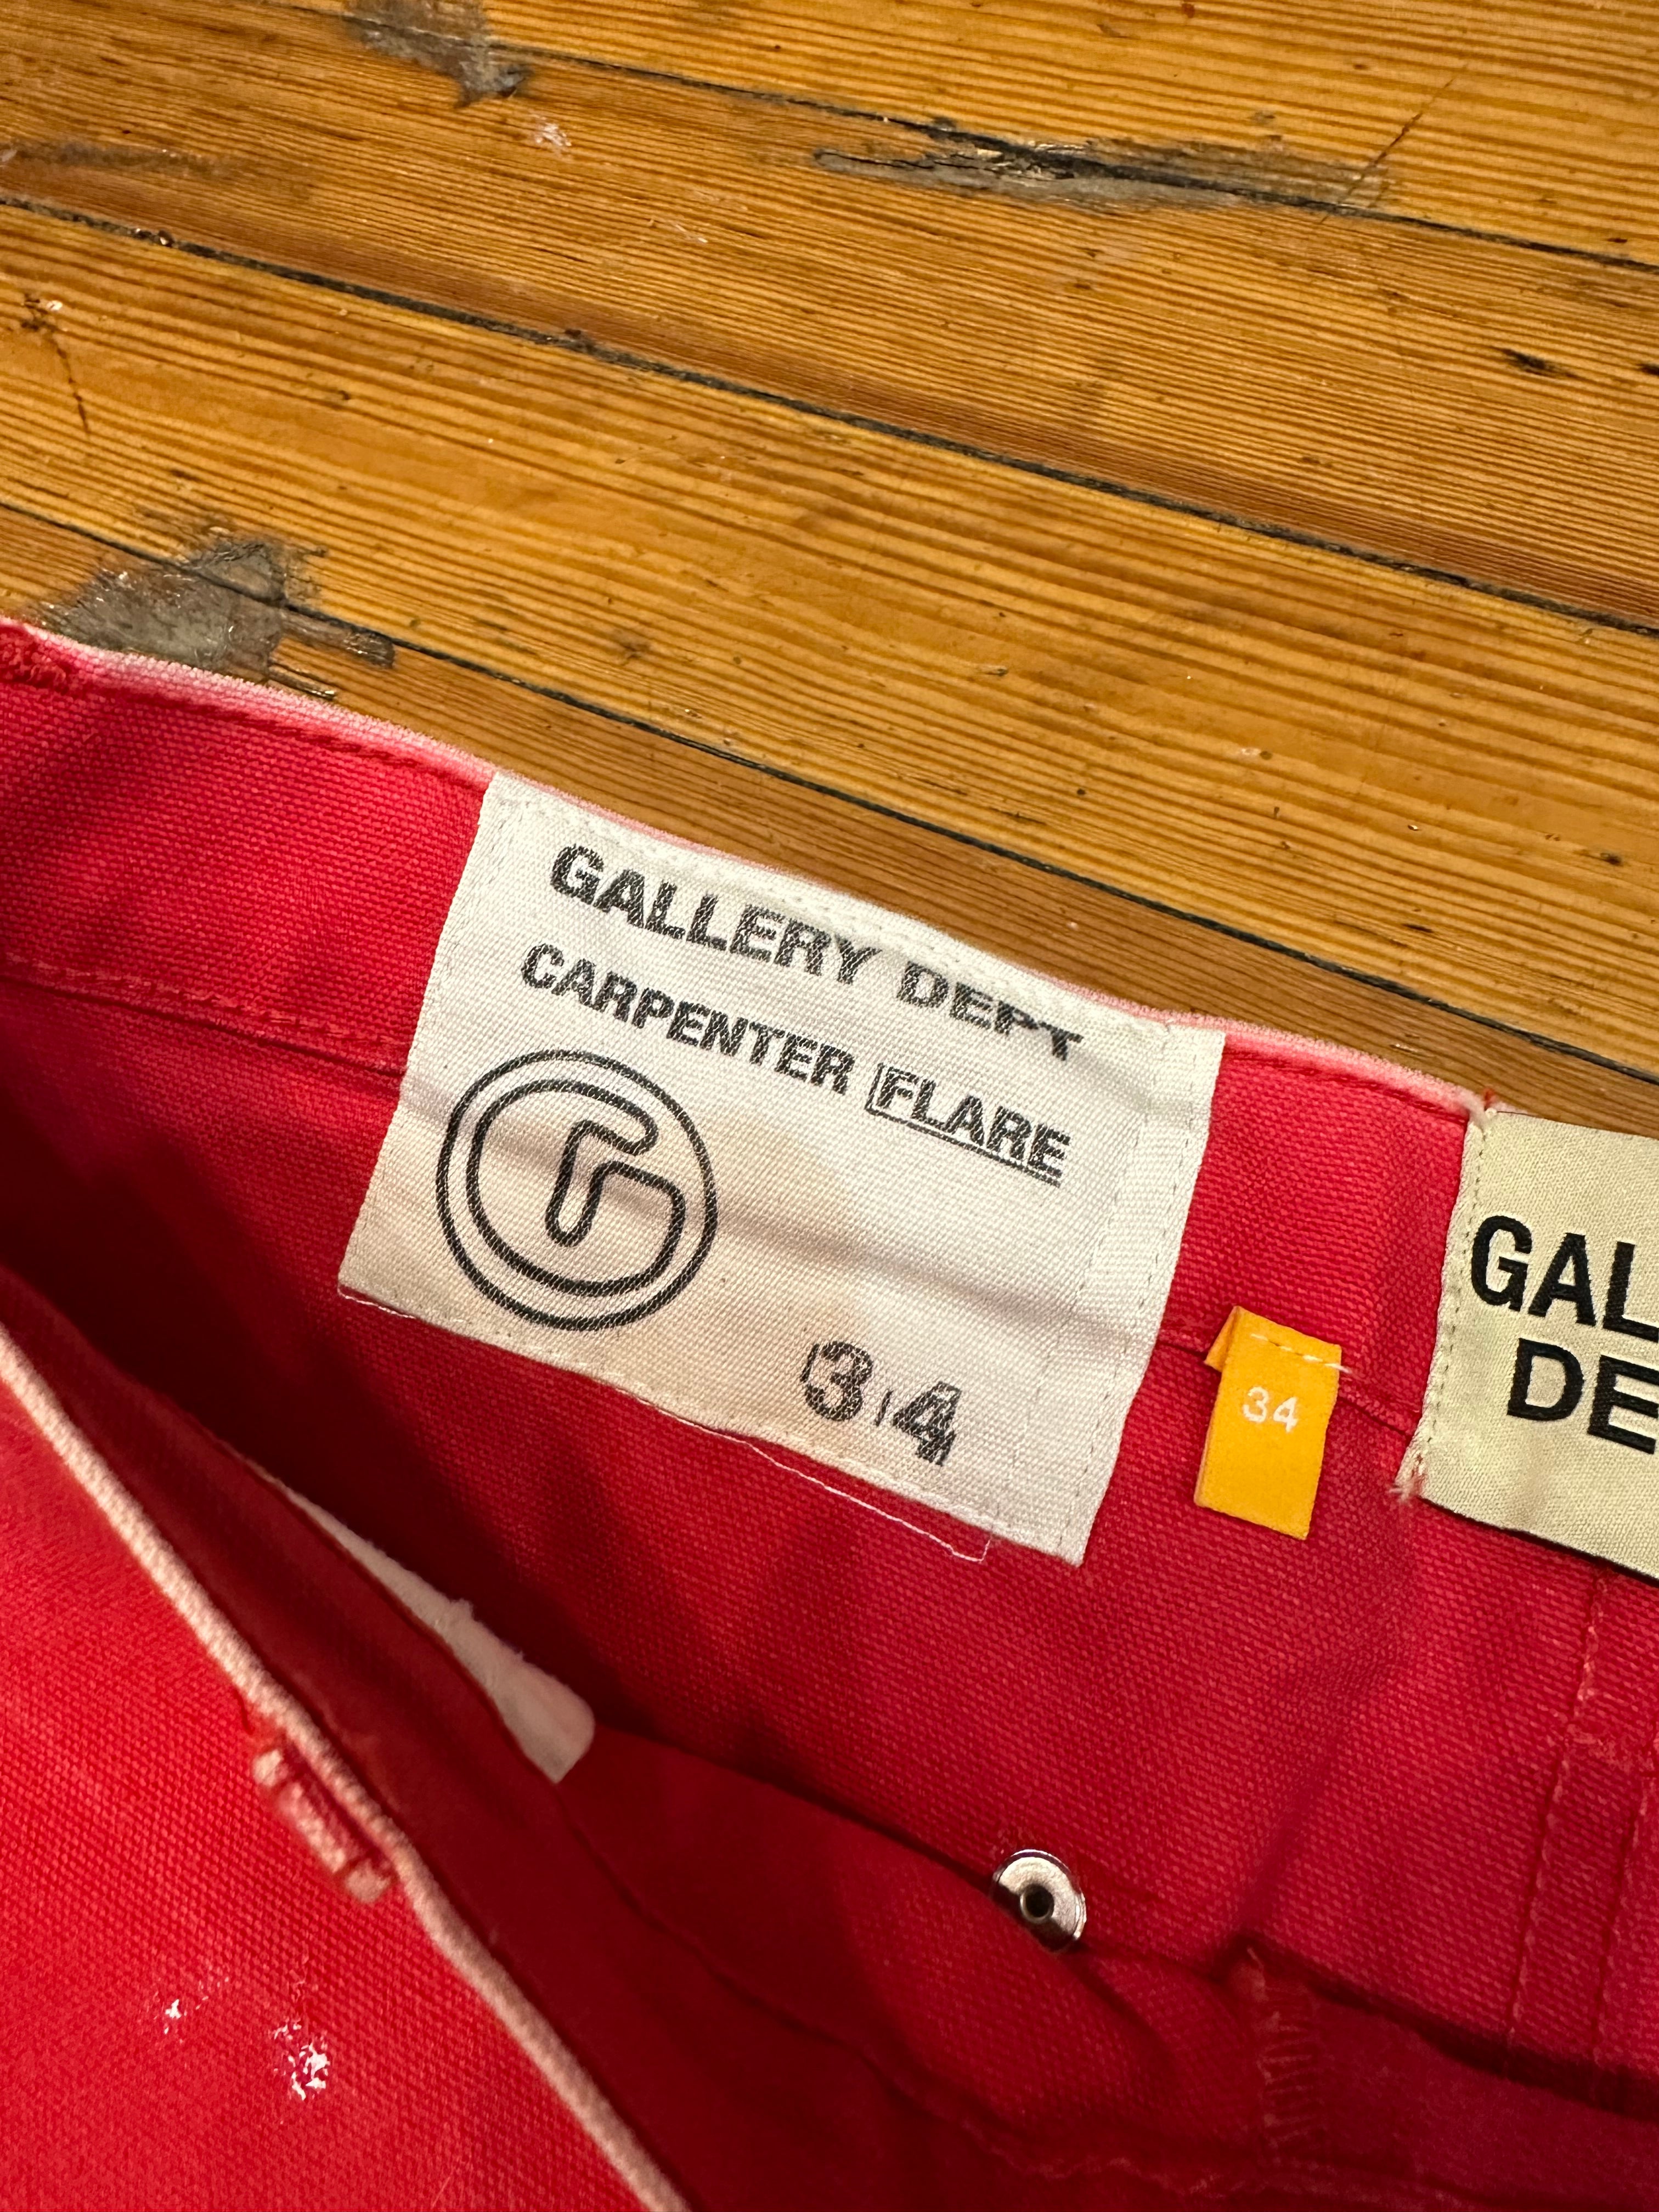 GALLERY DEPT
CARPENTER FLARE
G
34
34
GAL
DE